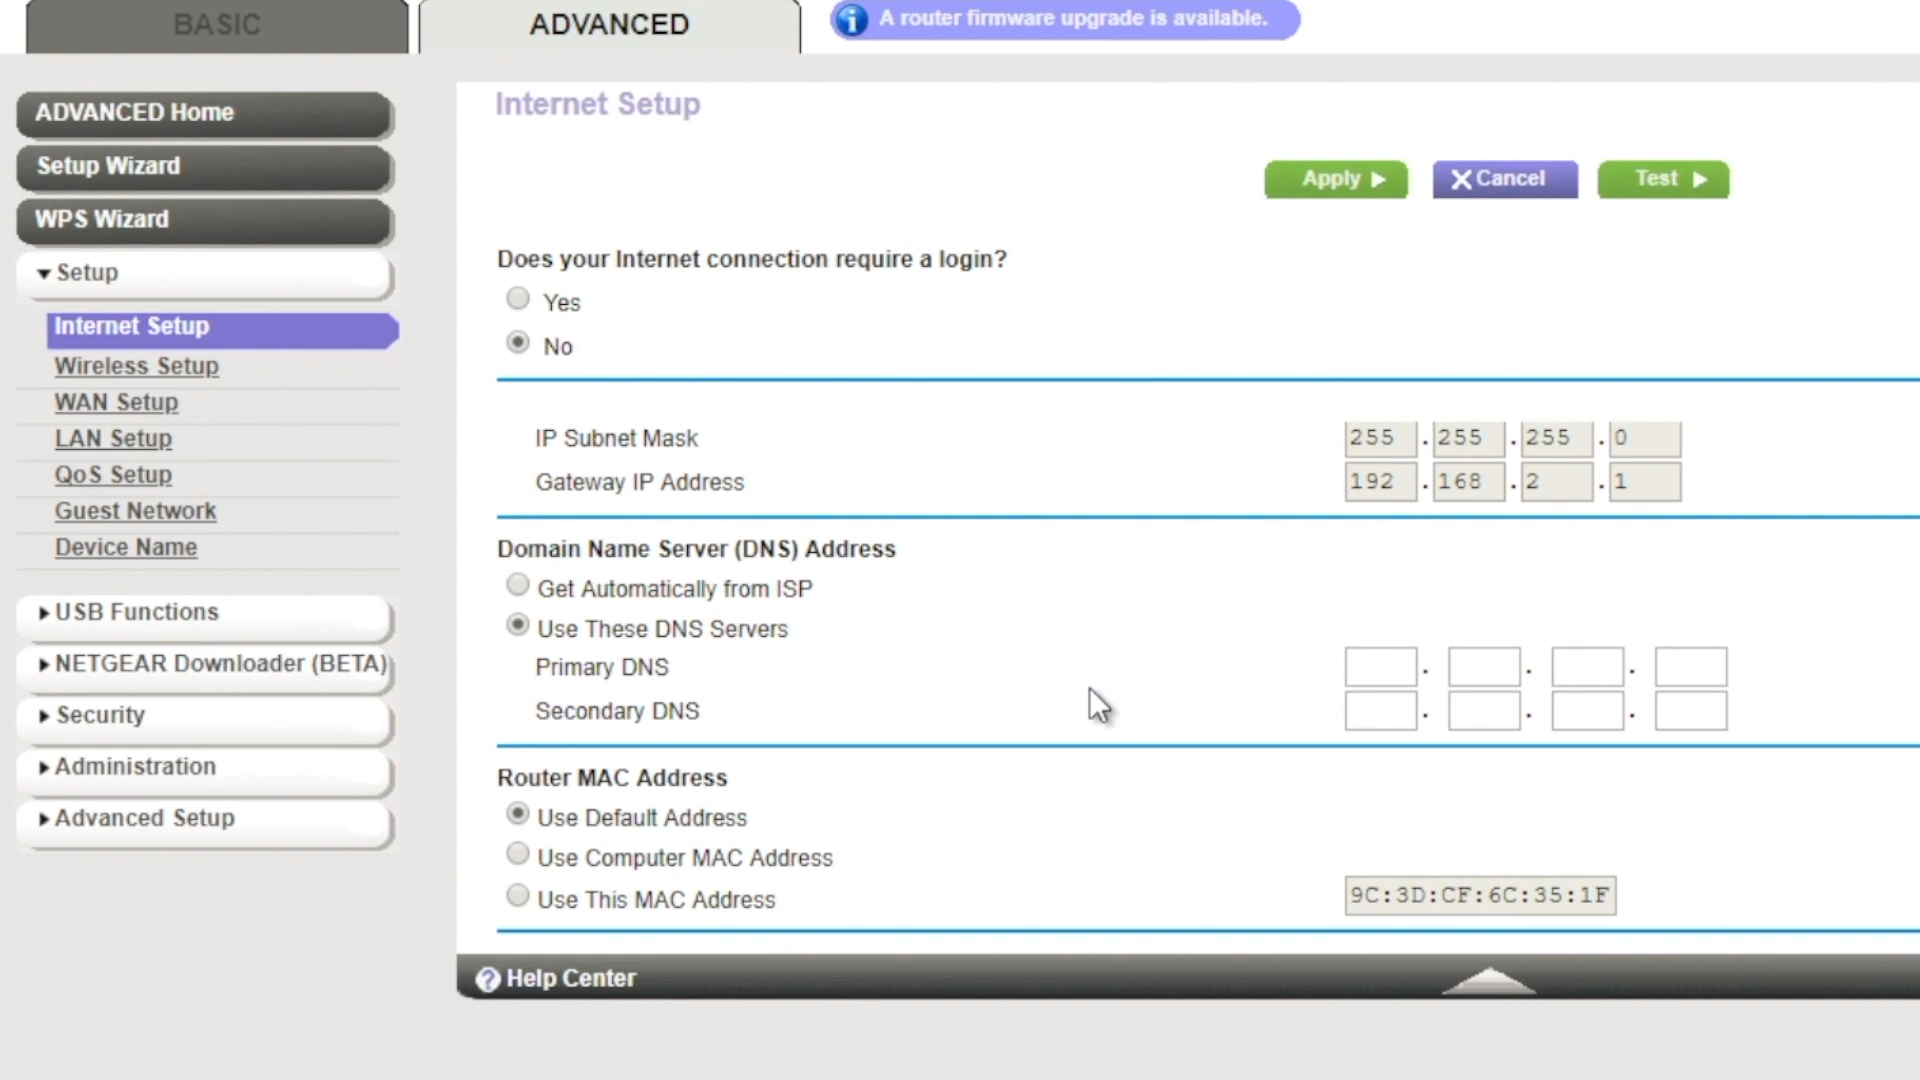 BASIC
ADVANCED
A router firmware upgrade is available.
ADVANCED Home
Setup Wizard
WPS Wizard
Setup
Internet Setup
Wireless Setup
WAN Setup
LAN Setup
QoS Setup
Guest Network
Device Name
USB Functions
NETGEAR Downloader (BETA)
Security
Administration
Advanced Setup
Internet Setup
Apply
Cancel
Test
Does your Internet connection require a login?
Yes
No
IP Subnet Mask 255 . 255 . 255 . 0
Gateway IP Address 192 . 168 . 2 . 1
Domain Name Server (DNS) Address
Get Automatically from ISP
Use These DNS Servers
Primary DNS . . .
Secondary DNS . . .
Router MAC Address
Use Default Address
Use Computer MAC Address
Use This MAC Address 9C:3D:CF:6C:35:1F
Help Center